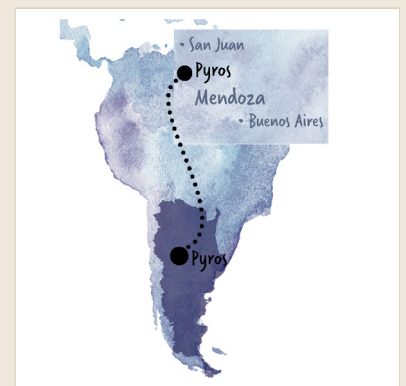 • San Juan
Pyros
Mendoza
• Buenos Aires
Pyros